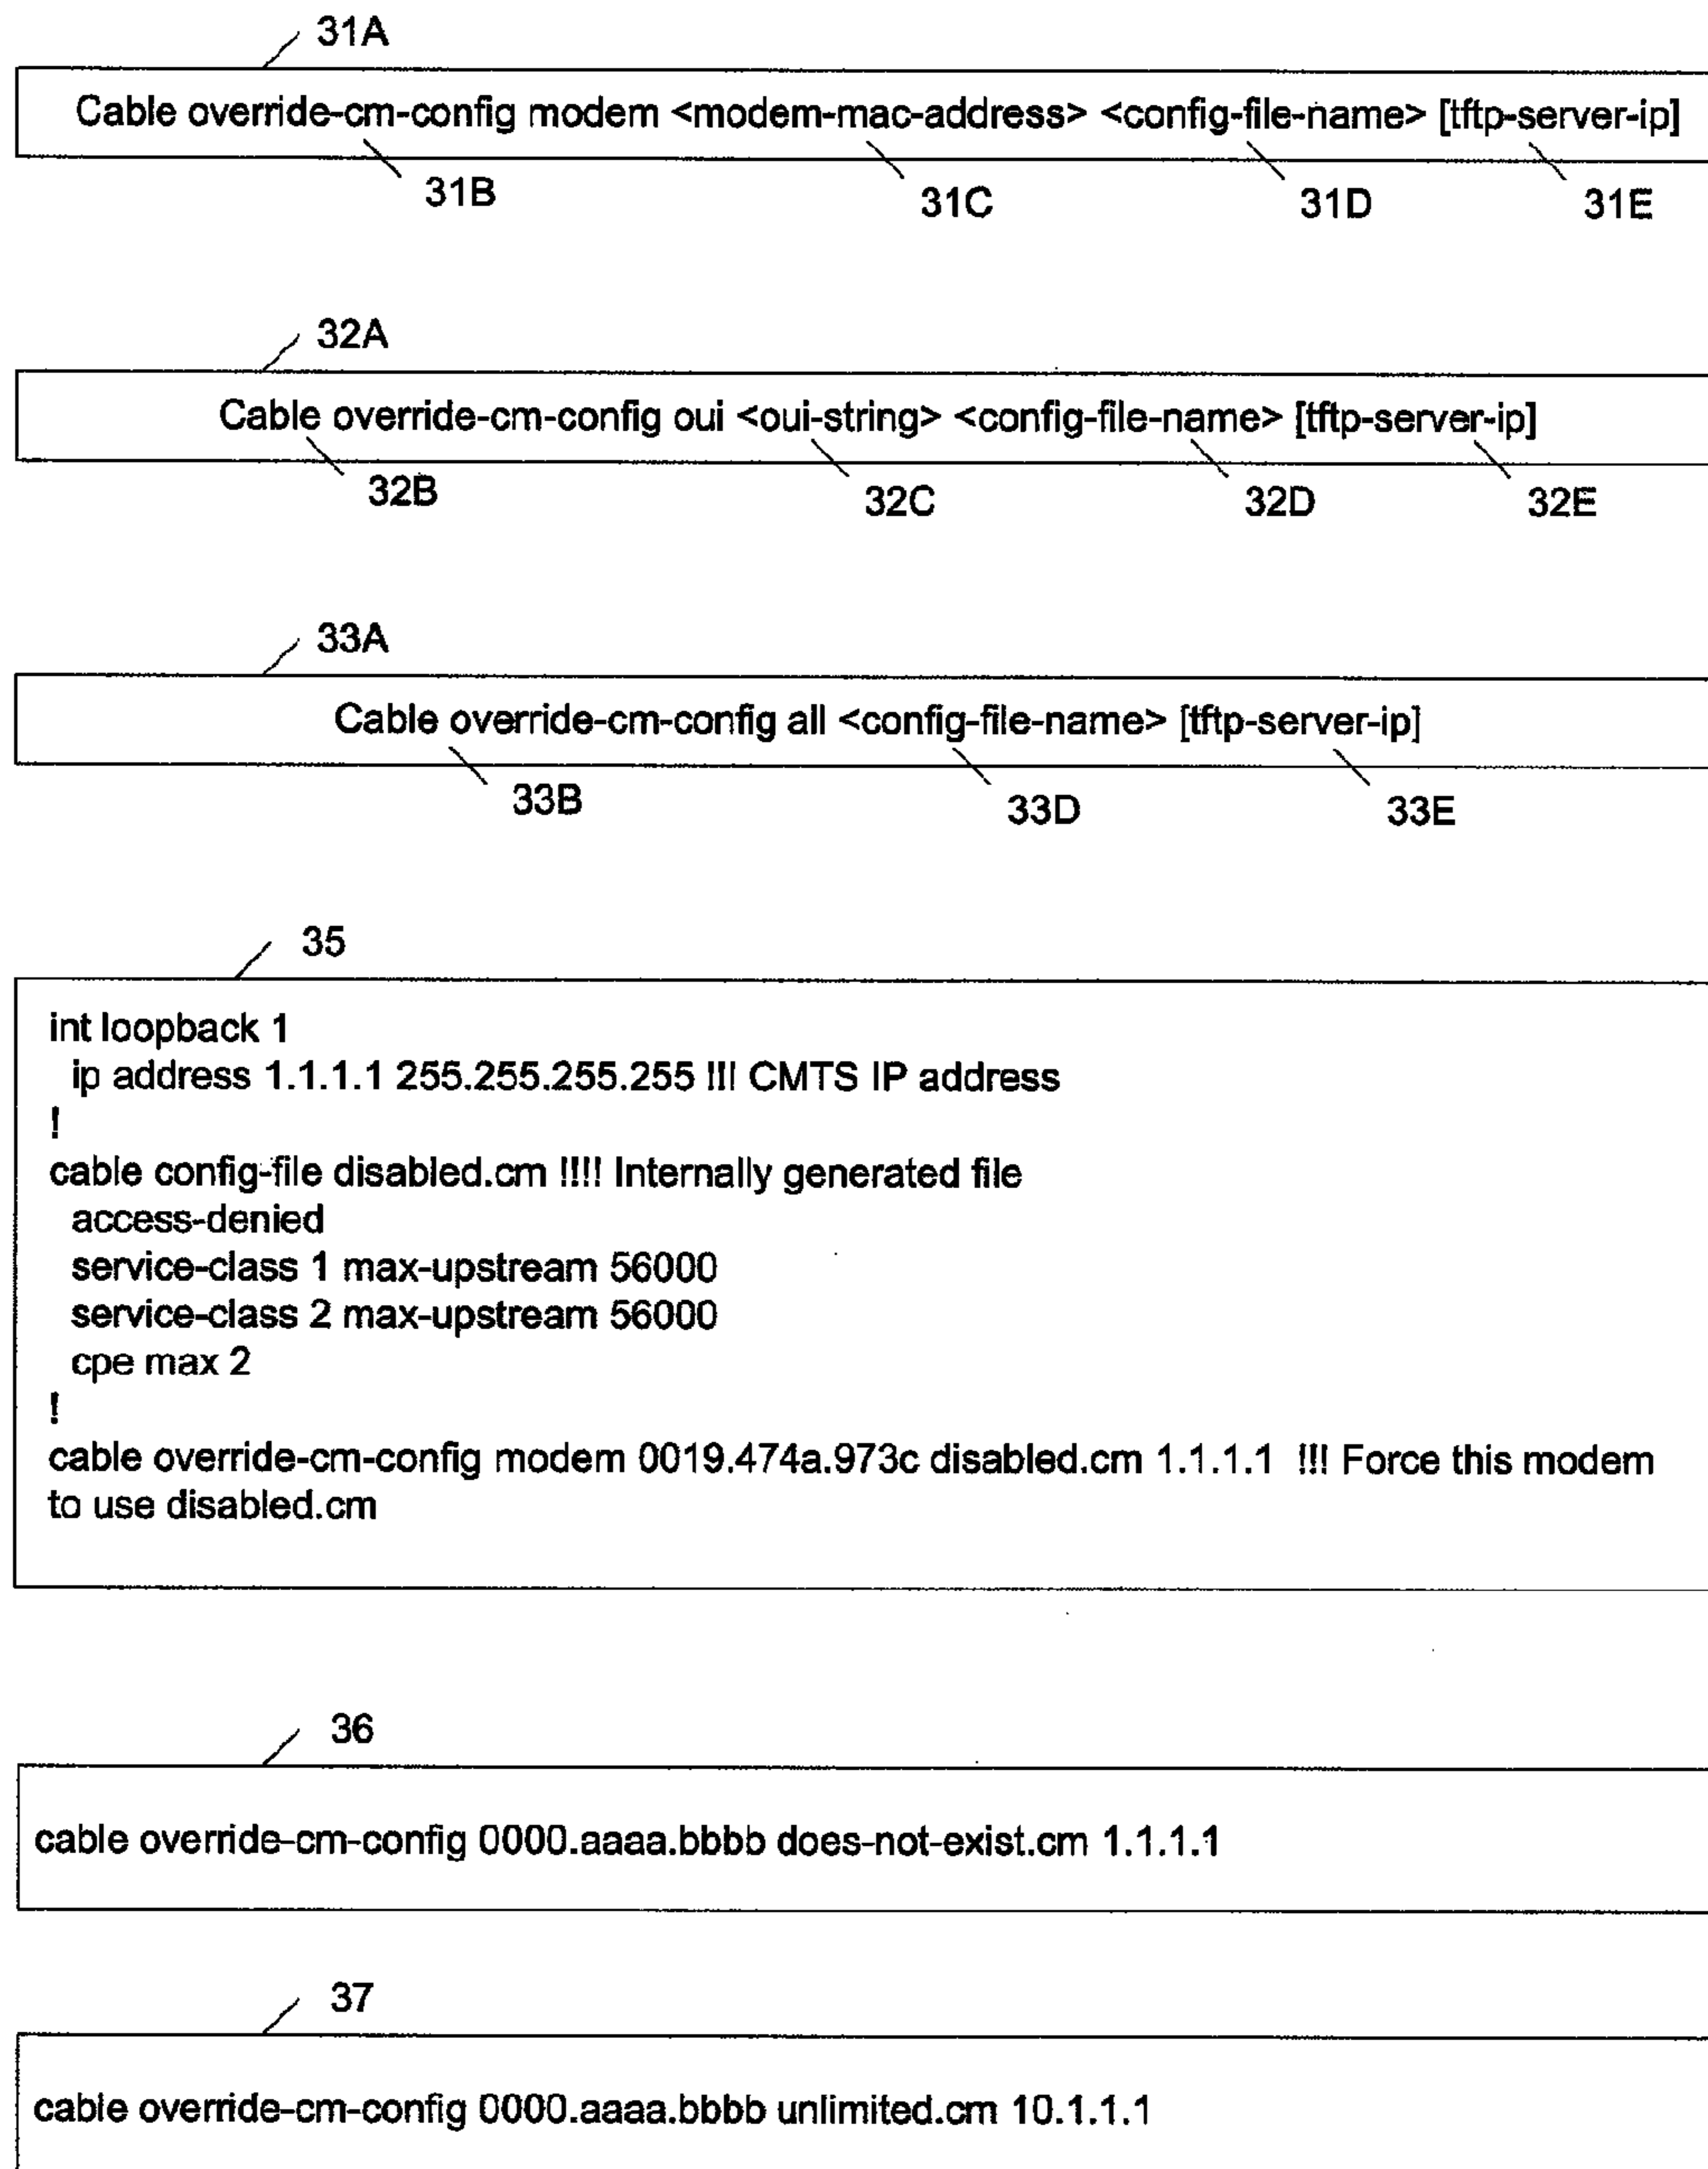 31A
Cable override-cm-config modem <modem-mac-address> <config-file-name> [tftp-server-ip]
31B 31C 31D 31E
32A
Cable override-cm-config oui <oui-string> <config-file-name> [tftp-server-ip]
32B 32C 32D 32E
33A
Cable override-cm-config all <config-file-name> [tftp-server-ip]
33B 33D 33E
35
int loopback 1
ip address 1.1.1.1 255.255.255.255 !!! CMTS IP address
!
cable config-file disabled.cm !!!! Internally generated file
access-denied
service-class 1 max-upstream 56000
service-class 2 max-upstream 56000
cpe max 2
!
cable override-cm-config modem 0019.474a.973c disabled.cm 1.1.1.1 !!! Force this modem
to use disabled.cm
36
cable override-cm-config 0000.aaaa.bbbb does-not-exist.cm 1.1.1.1
37
cable override-cm-config 0000.aaaa.bbbb unlimited.cm 10.1.1.1